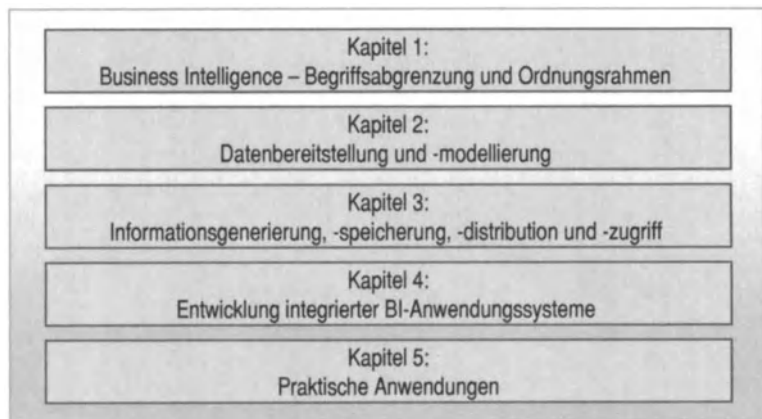 Kapitel 1:
Business Intelligence – Begriffsabgrenzung und Ordnungsrahmen
Kapitel 2:
Datenbereitstellung und -modellierung
Kapitel 3:
Informationsgenerierung, -speicherung, -distribution und -zugriff
Kapitel 4:
Entwicklung integrierter BI-Anwendungssysteme
Kapitel 5:
Praktische Anwendungen